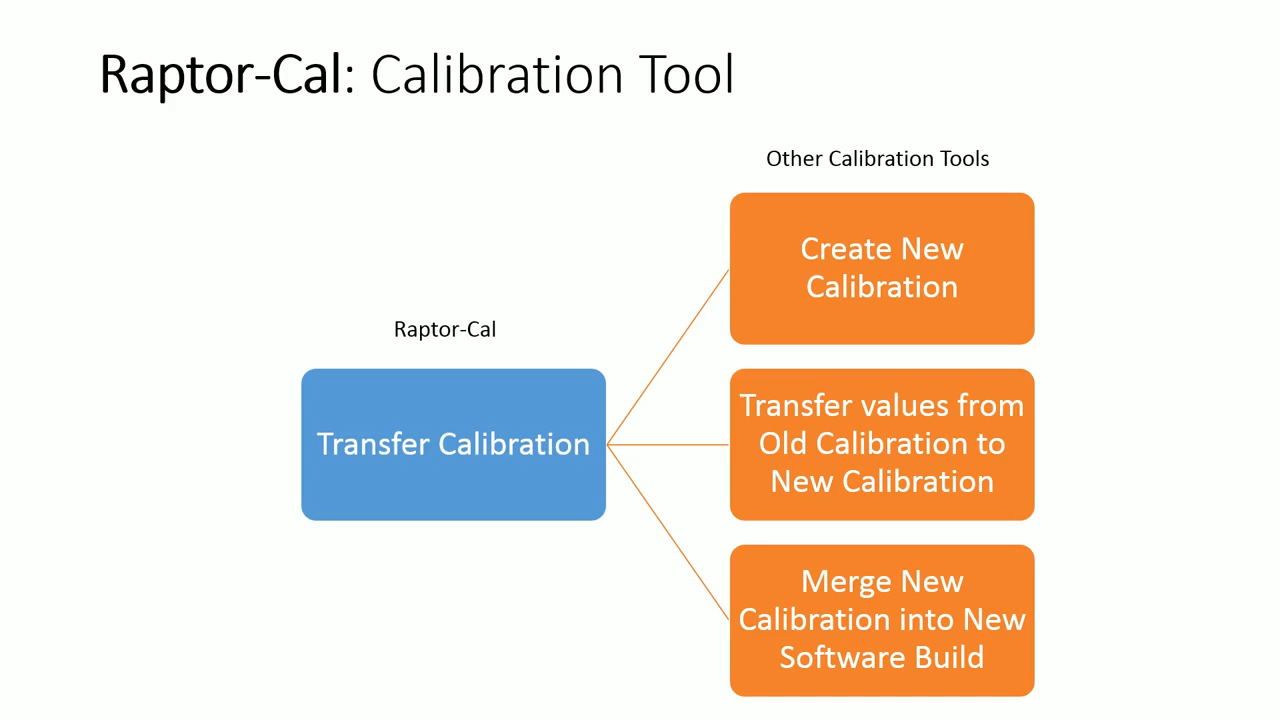 Raptor-Cal: Calibration Tool
Other Calibration Tools
Create New
Calibration
Raptor-Cal
Transfer Calibration
Transfer values from
Old Calibration to
New Calibration
Merge New
Calibration into New
Software Build